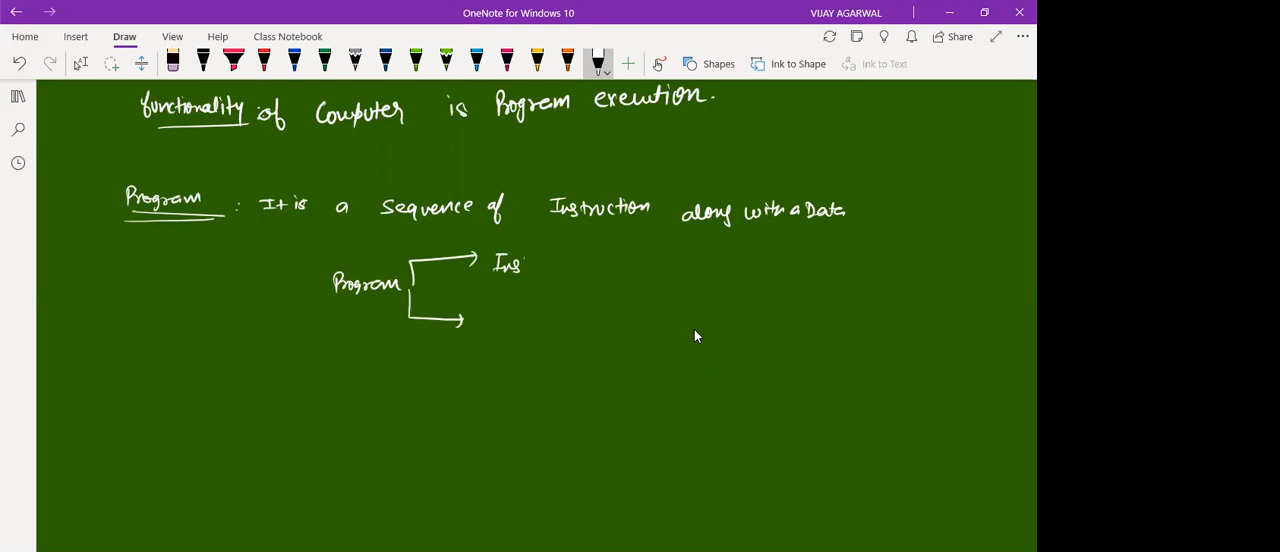 OneNote for Windows 10
VIJAY AGARWAL
Home Insert Draw View Help Class Notebook
Share
Shapes Ink to Shape Ink to Text
functionality of Computer is Program execution.
Program : It is a sequence of Instruction along with a Data
Program
Ins